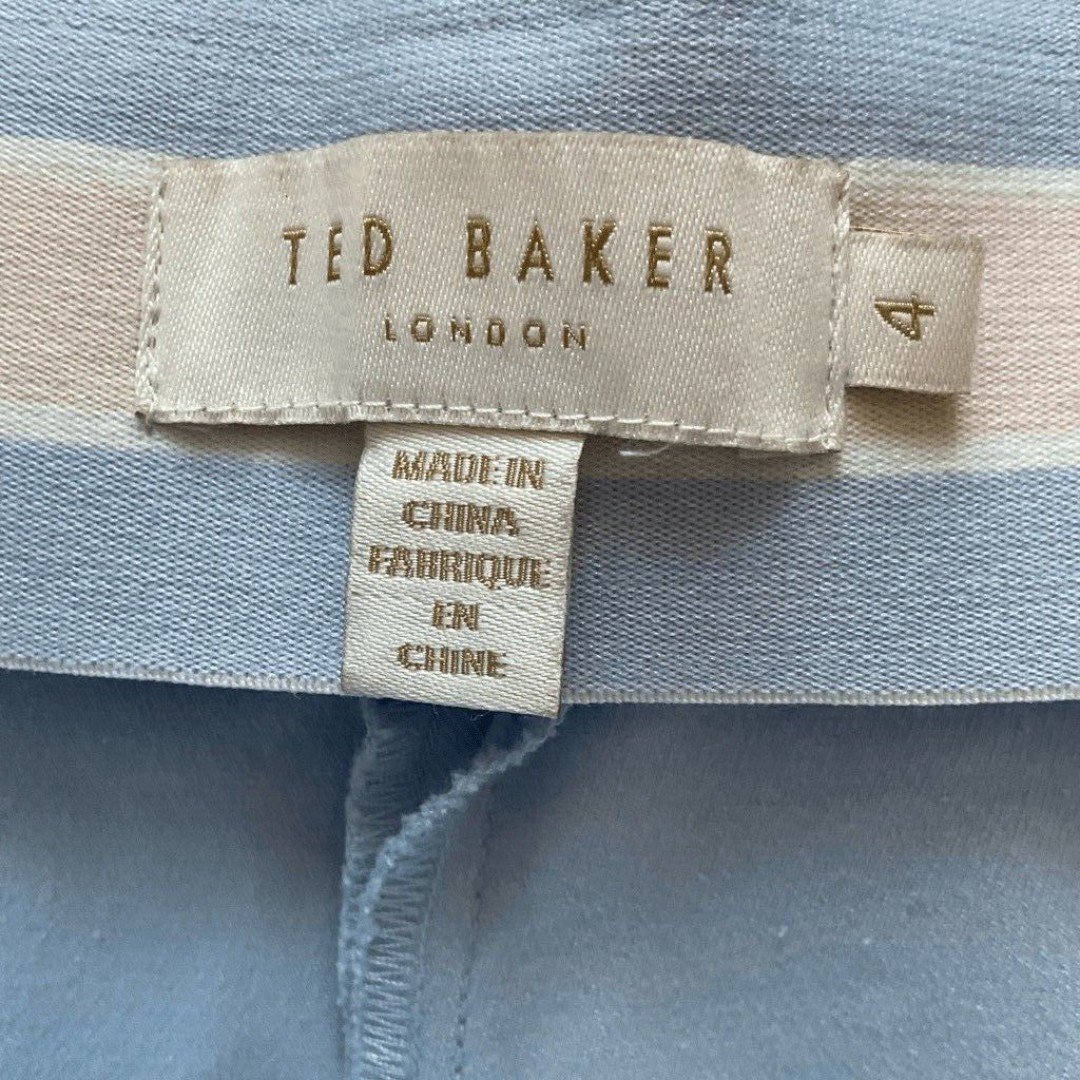 TED BAKER
LONDON
4
MADE IN
CHINA
FABRIQUE
EN
CHINE